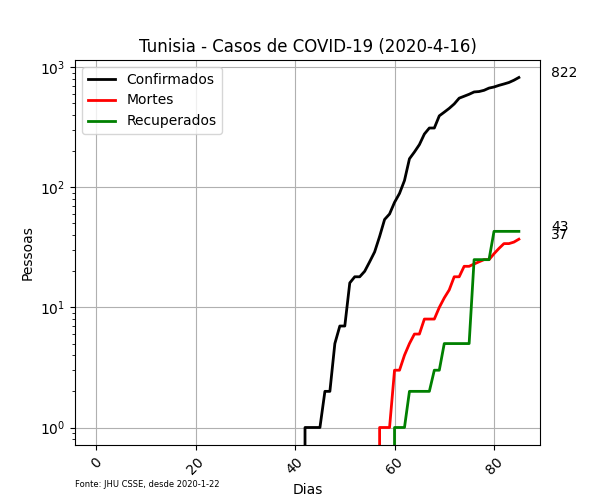 Tunisia - Casos de COVID-19 (2020-4-16)
10³
822
Confirmados
Mortes
Recuperados
10²
43
37
Pessoas
10¹
10⁰
0 20 40 60 80
Fonte: JHU CSSE, desde 2020-1-22
Dias